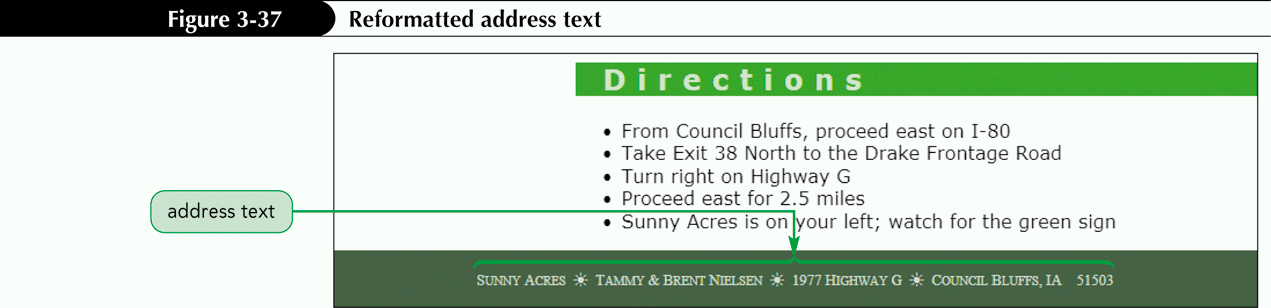 Figure 3-37 Reformatted address text
Directions
• From Council Bluffs, proceed east on I-80
• Take Exit 38 North to the Drake Frontage Road
• Turn right on Highway G
• Proceed east for 2.5 miles
address text
• Sunny Acres is on your left; watch for the green sign
SUNNY ACRES ☀ TAMMY & BRENT NIELSEN ☀ 1977 HIGHWAY G ☀ COUNCIL BLUFFS, IA 51503